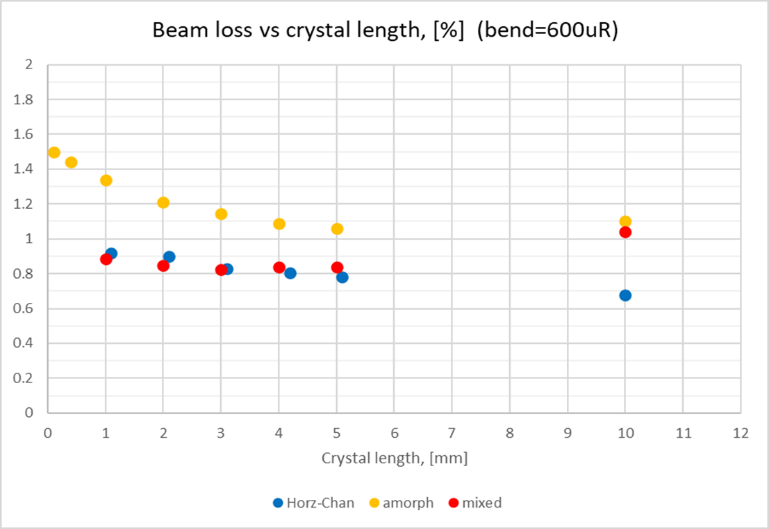 Beam loss vs crystal length, [%]  (bend=600uR)
2
1.8
1.6
1.4
1.2
1
0.8
0.6
0.4
0.2
0
0 1 2 3 4 5 6 7 8 9 10 11 12
Crystal length, [mm]
Horz-Chan amorph mixed